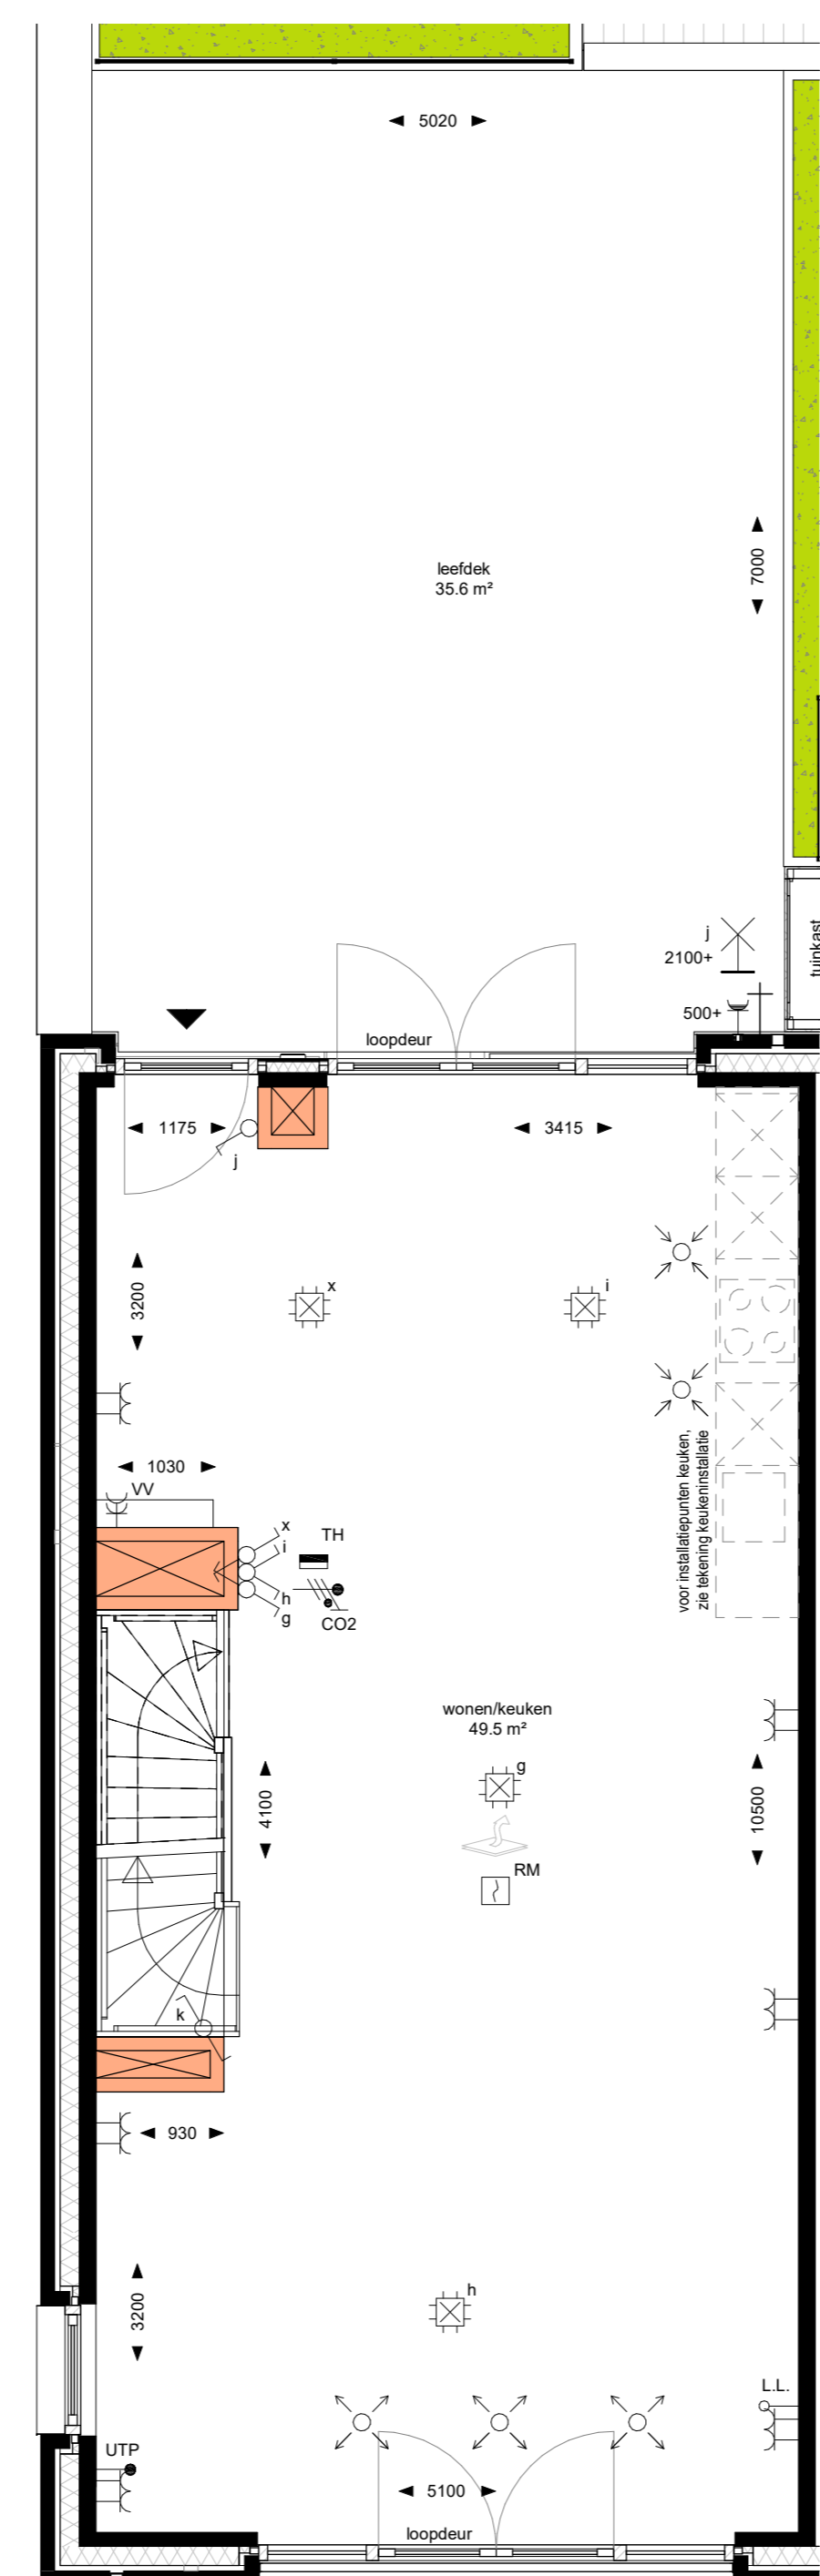 5020
leefdek
35.6 m²
7000
j
2100+
tuinkast
500+
loopdeur
1175
j
3415
3200
x
i
1030
VV
x
i
h
g
TH
CO2
voor installatiepunten keuken,
zie tekening keukeninstallatie
wonen/keuken
49.5 m²
g
4100
10500
RM
k
930
3200
h
L.L.
UTP
5100
loopdeur